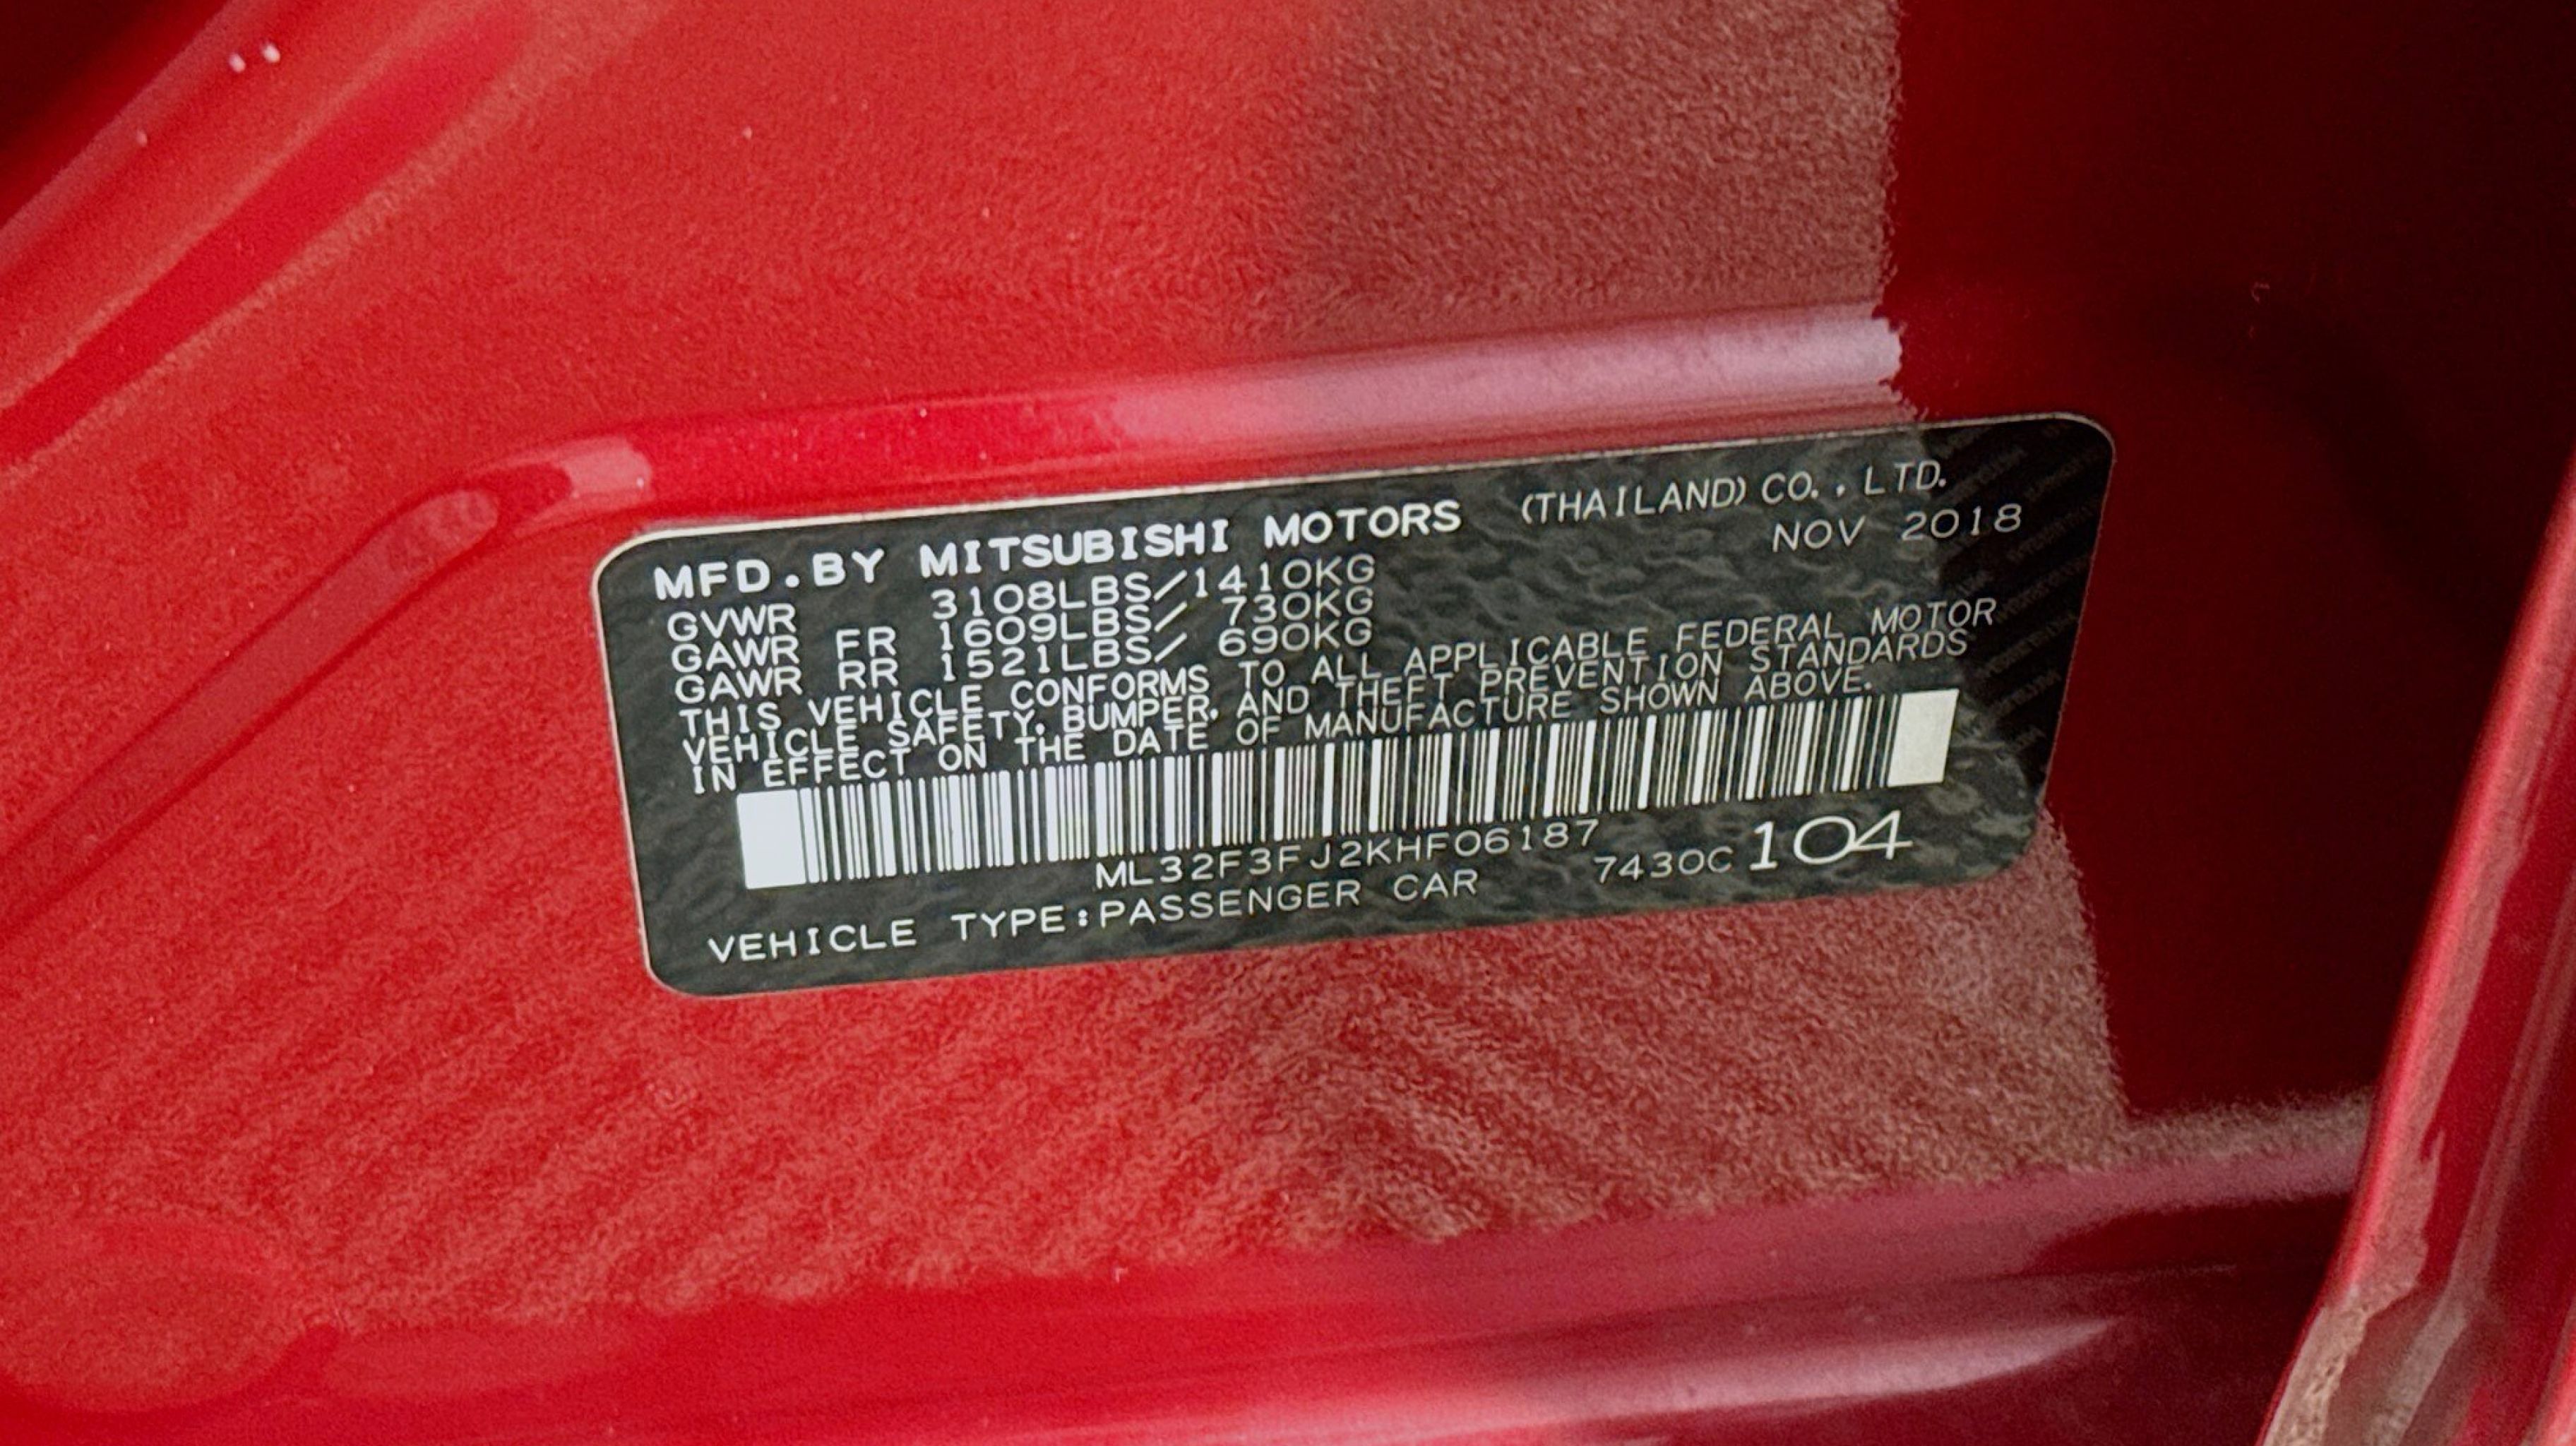 MFD.BY MITSUBISHI MOTORS (THAILAND) CO.,LTD.
NOV 2018
GVWR 3108LBS/1410KG
GAWR FR 1609LBS/ 730KG
GAWR RR 1521LBS/ 690KG
THIS VEHICLE CONFORMS TO ALL APPLICABLE FEDERAL MOTOR
VEHICLE SAFETY, BUMPER, AND THEFT PREVENTION STANDARDS
IN EFFECT ON THE DATE OF MANUFACTURE SHOWN ABOVE.
ML32F3FJ2KHF06187
7430C 104
VEHICLE TYPE:PASSENGER CAR